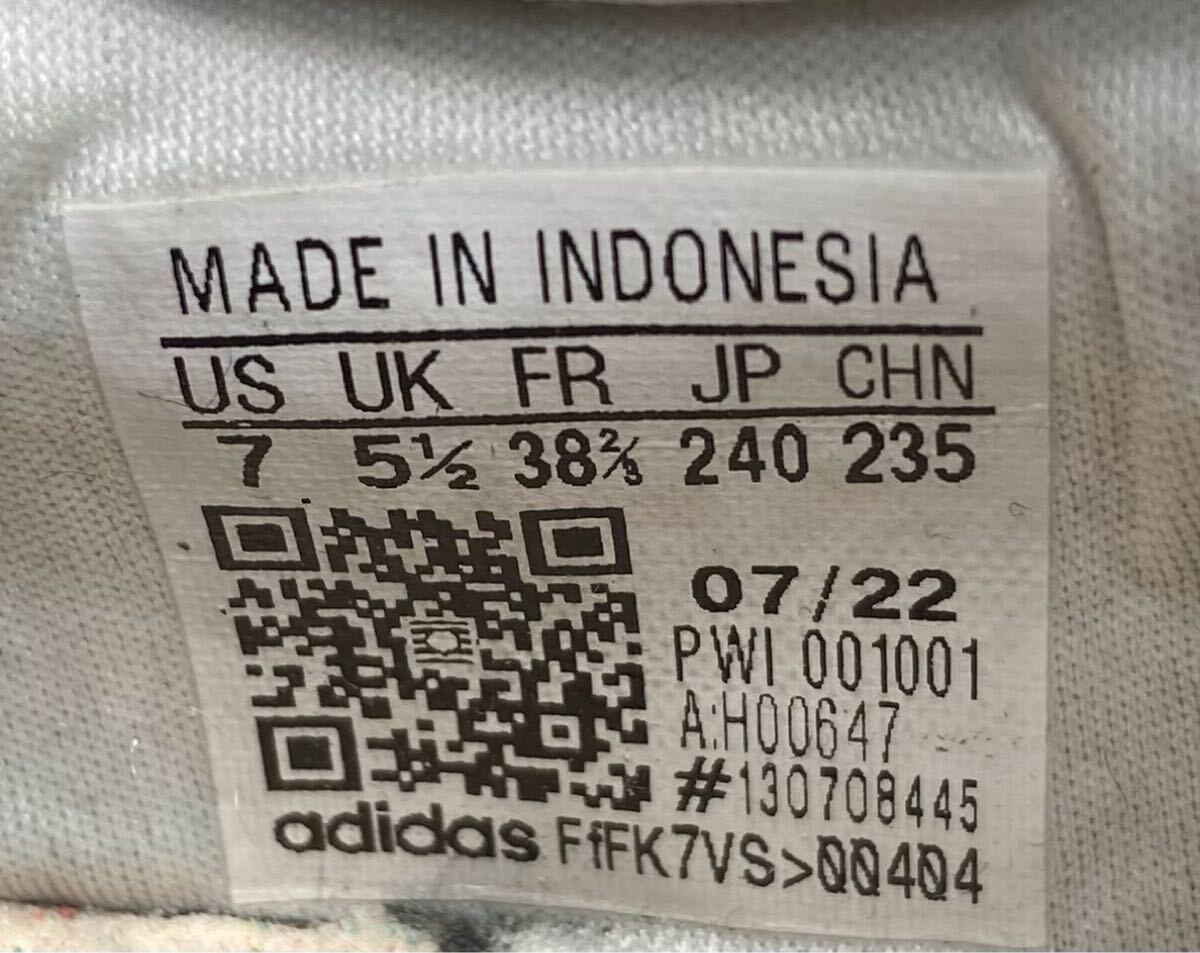 MADE IN INDONESIA
US UK FR JP CHN
7 5½ 38⅔ 240 235
07/22
PWI 001001
A:H00647
#130708445
adidas FfFK7VS>00404